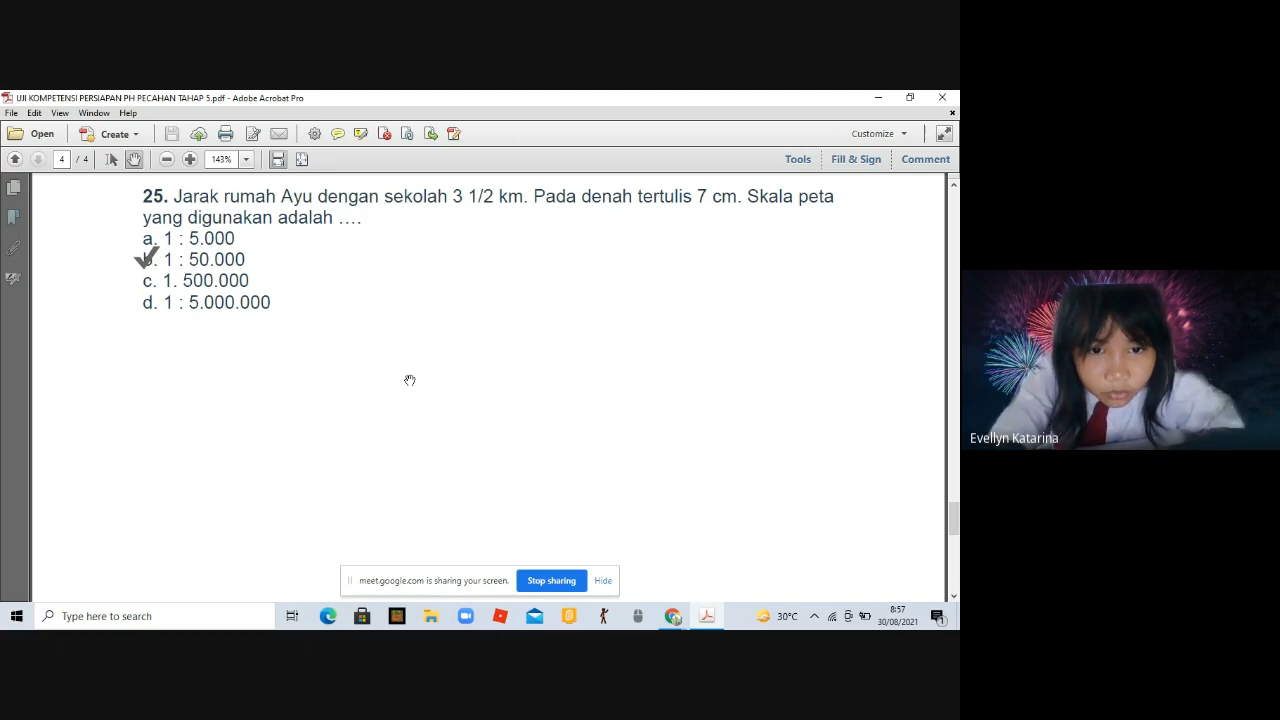 UJI KOMPETENSI PERSIAPAN PH PECAHAN TAHAP 5.pdf - Adobe Acrobat Pro
File Edit View Window Help
Open Create Customize
4 / 4 143% Tools Fill & Sign Comment
25. Jarak rumah Ayu dengan sekolah 3 1/2 km. Pada denah tertulis 7 cm. Skala peta
yang digunakan adalah ....
a. 1 : 5.000
b. 1 : 50.000
c. 1. 500.000
d. 1 : 5.000.000
Evellyn Katarina
meet.google.com is sharing your screen. Stop sharing Hide
Type here to search 30°C 8:57
30/08/2021 1